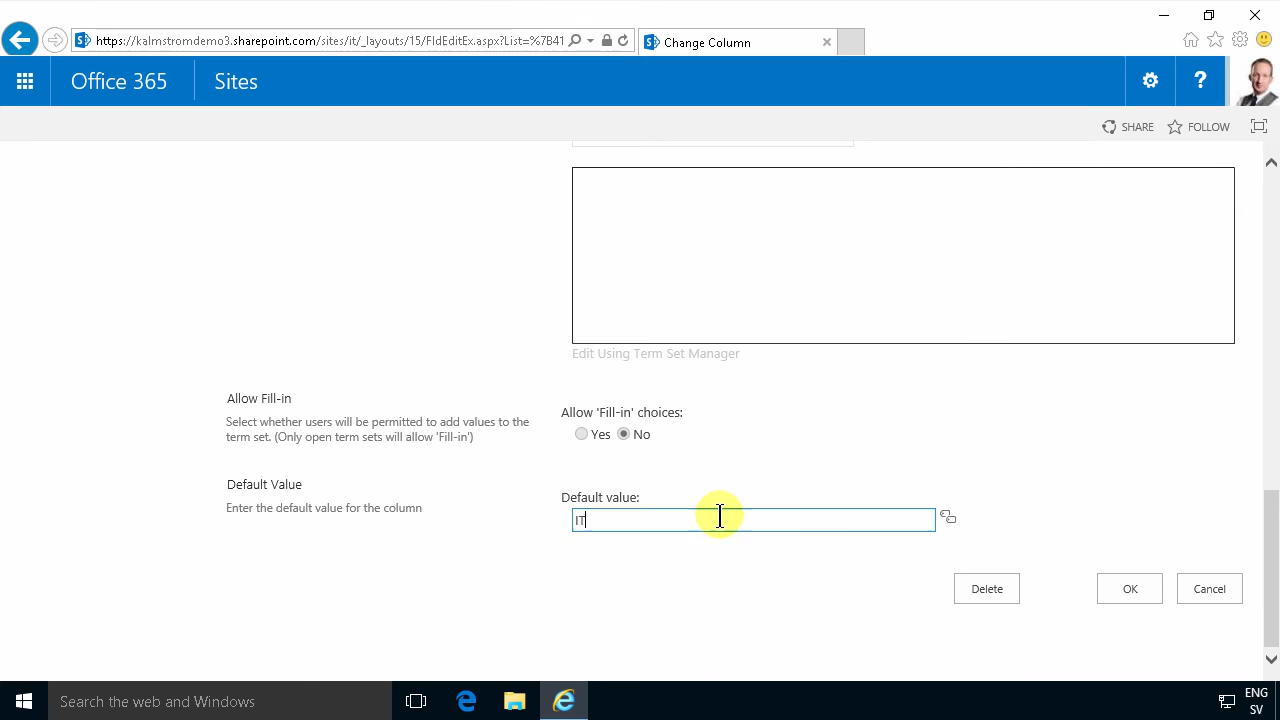 https://kalmstromdemo3.sharepoint.com/sites/it/_layouts/15/FldEditEx.aspx?List=%7B41
Change Column
Office 365
Sites
?
SHARE
FOLLOW
Edit Using Term Set Manager
Allow Fill-in
Select whether users will be permitted to add values to the
term set. (Only open term sets will allow 'Fill-in')
Allow 'Fill-in' choices:
Yes
No
Default Value
Enter the default value for the column
Default value:
IT
Delete
OK
Cancel
Search the web and Windows
ENG
SV